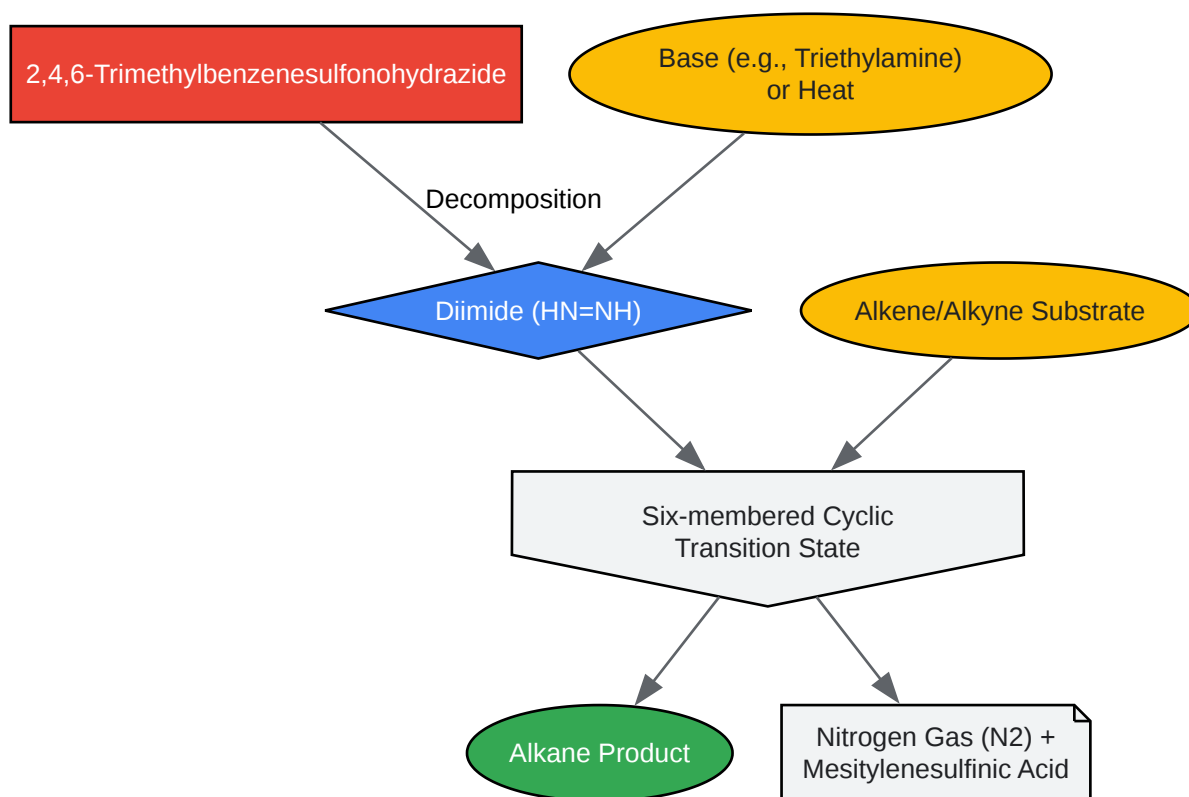 2,4,6-Trimethylbenzenesulfonohydrazide
Base (e.g., Triethylamine)
or Heat
Decomposition
Diimide (HN=NH)
Alkene/Alkyne Substrate
Six-membered Cyclic
Transition State
Alkane Product
Nitrogen Gas (N2) +
Mesitylenesulfinic Acid